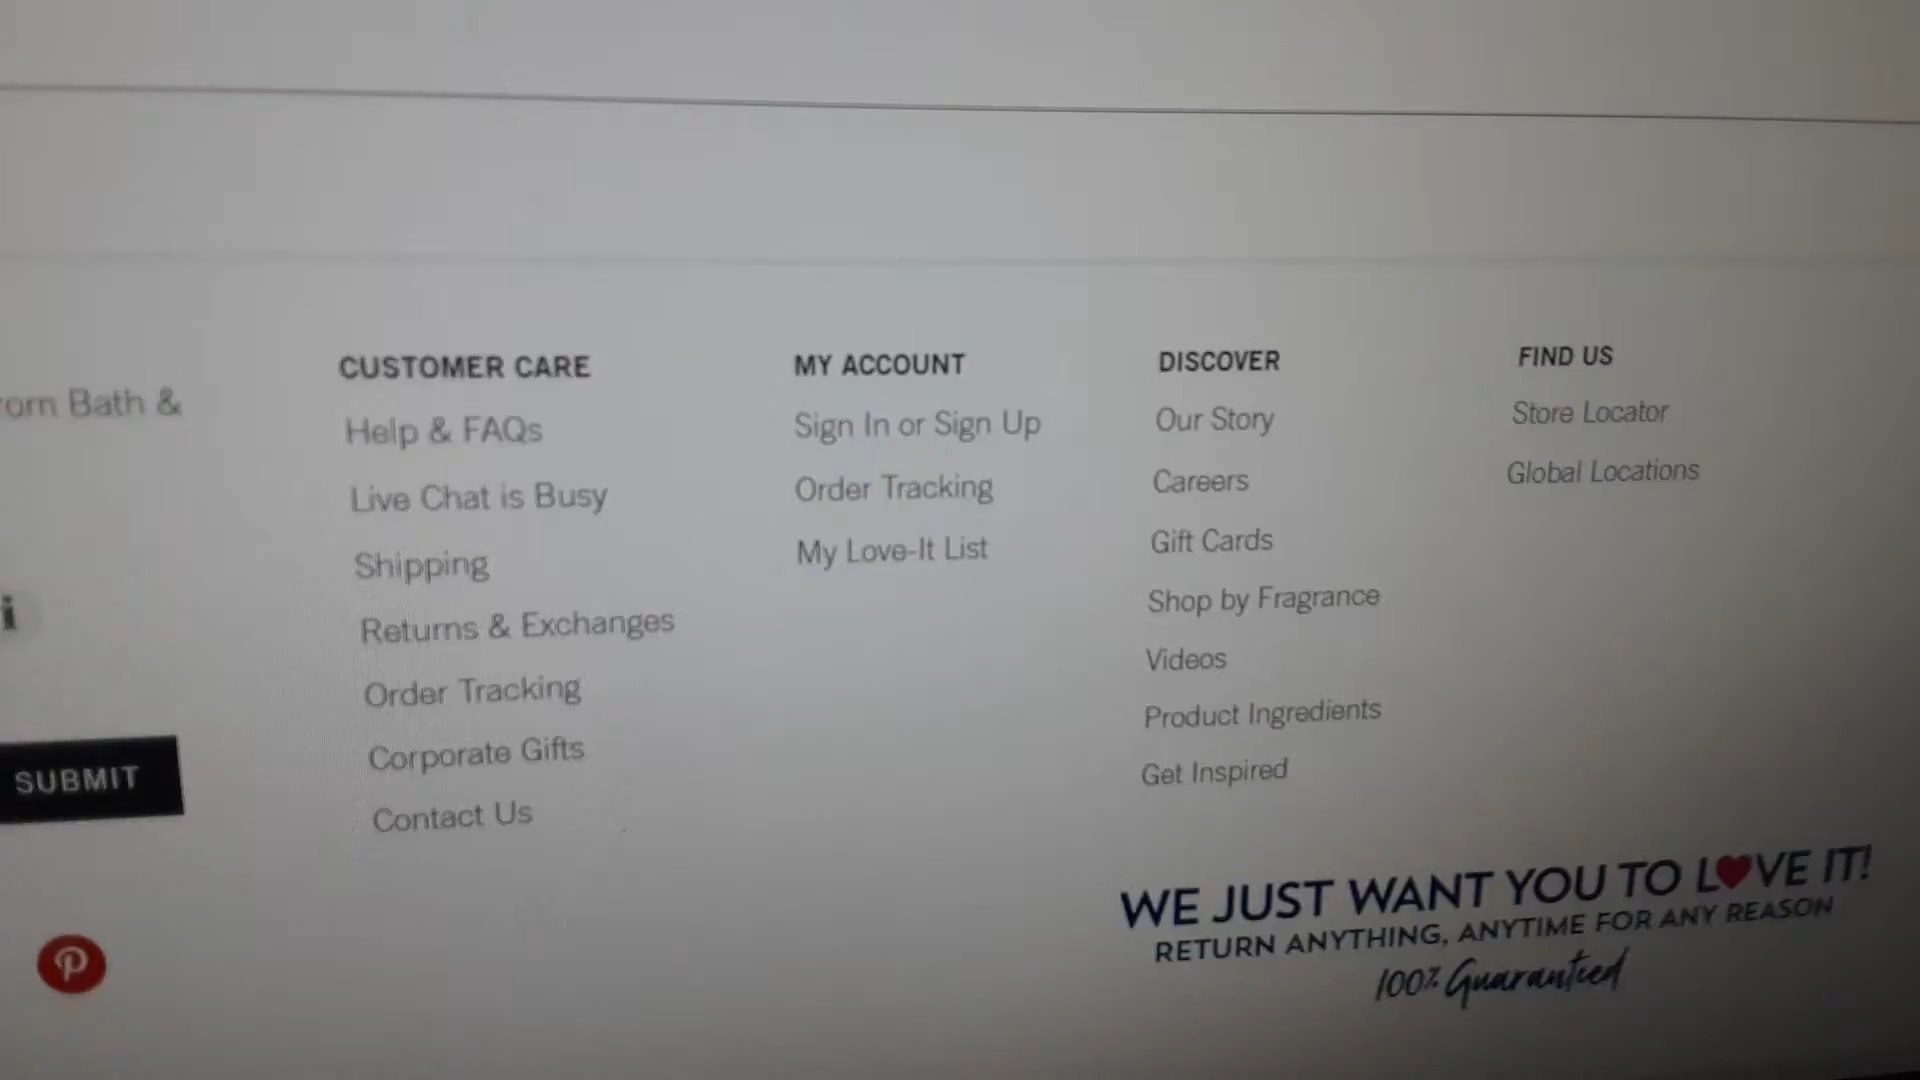 orn Bath &
i
SUBMIT
CUSTOMER CARE
Help & FAQs
Live Chat is Busy
Shipping
Returns & Exchanges
Order Tracking
Corporate Gifts
Contact Us
MY ACCOUNT
Sign In or Sign Up
Order Tracking
My Love-It List
DISCOVER
Our Story
Careers
Gift Cards
Shop by Fragrance
Videos
Product Ingredients
Get Inspired
FIND US
Store Locator
Global Locations
WE JUST WANT YOU TO L♥VE IT!
RETURN ANYTHING, ANYTIME FOR ANY REASON
100% Guaranteed